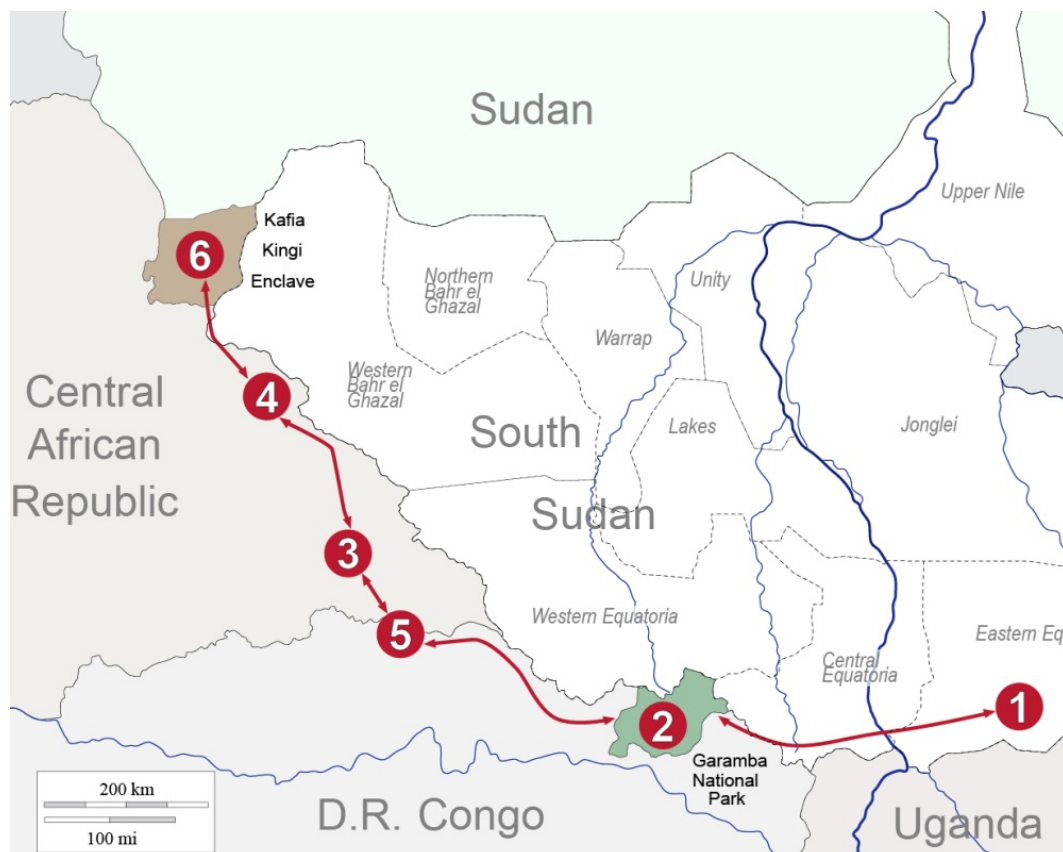 Sudan
Upper Nile
Kafia
Kingi
Enclave
6
Northern
Bahr el
Ghazal
Unity
Warrap
Western
Bahr el
Ghazal
4
Central
African
Republic
South
Sudan
Lakes
Jonglei
3
5
Western Equatoria
Eastern Eq
Central
Equatoria
1
2
Garamba
National
Park
200 km
100 mi
D.R. Congo
Uganda